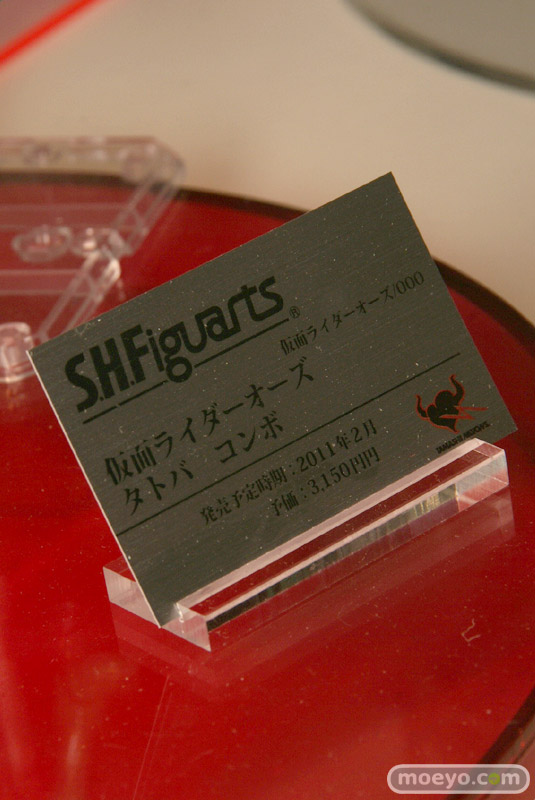 S.H.Figuarts®
仮面ライダーオーズ/OOO
仮面ライダーオーズ
タトバ　コンボ
発売予定時期：2011年2月
予価：3,150円円
TAMASHII NATIONS
moeyo.com